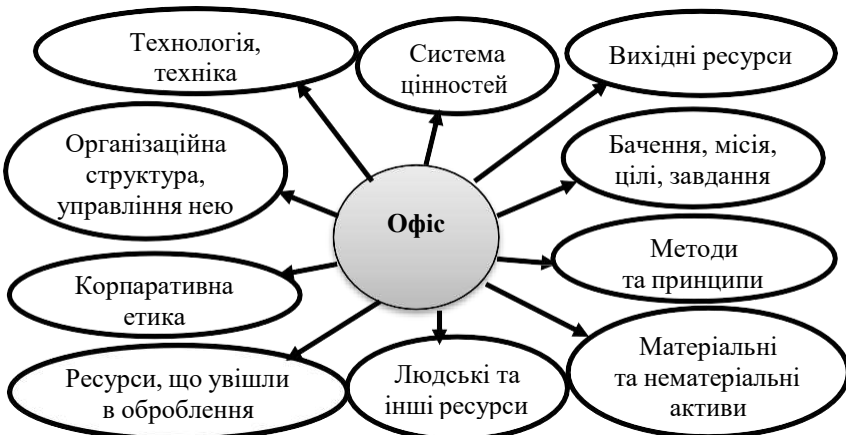 Технологія,
техніка
Система
цінностей
Вихідні ресурси
Організаційна
структура,
управління нею
Бачення, місія,
цілі, завдання
Офіс
Методи
та принципи
Корпаративна
етика
Ресурси, що увішли
в оброблення
Людські та
інші ресурси
Матеріальні
та нематеріальні
активи